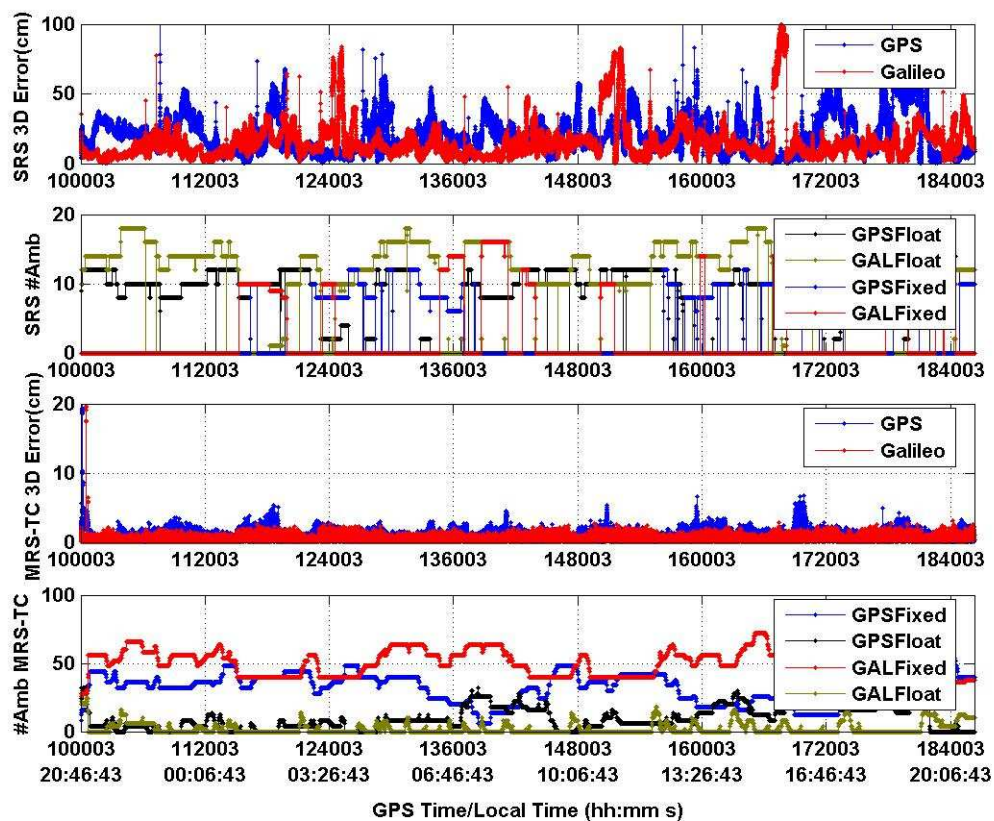 SRS 3D Error(cm)
100
50
0
GPS
Galileo
100003 112003 124003 136003 148003 160003 172003 184003
SRS #Amb
20
10
0
GPSFloat
GALFloat
GPSFixed
GALFixed
100003 112003 124003 136003 148003 160003 172003 184003
MRS-TC 3D Error(cm)
20
10
0
GPS
Galileo
100003 112003 124003 136003 148003 160003 172003 184003
#Amb MRS-TC
100
50
0
GPSFixed
GPSFloat
GALFixed
GALFloat
100003 112003 124003 136003 148003 160003 172003 184003
20:46:43 00:06:43 03:26:43 06:46:43 10:06:43 13:26:43 16:46:43 20:06:43
GPS Time/Local Time (hh:mm s)